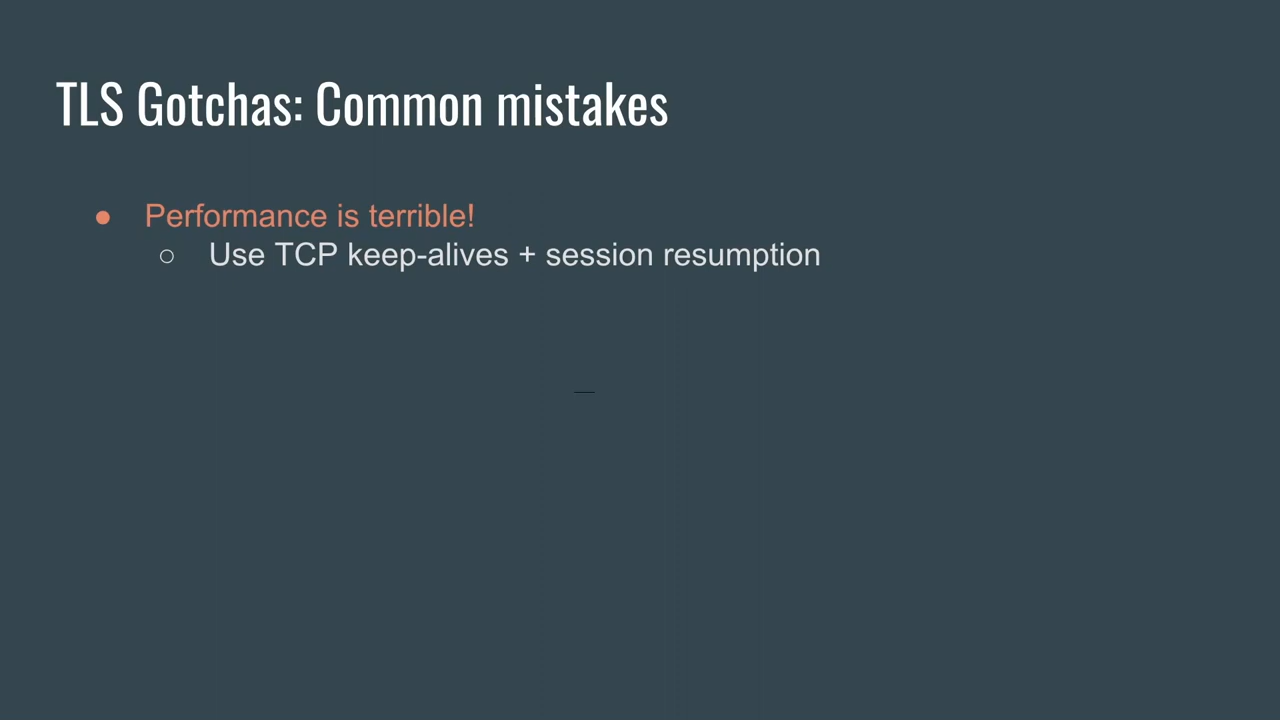 TLS Gotchas: Common mistakes
● Performance is terrible!
○ Use TCP keep-alives + session resumption